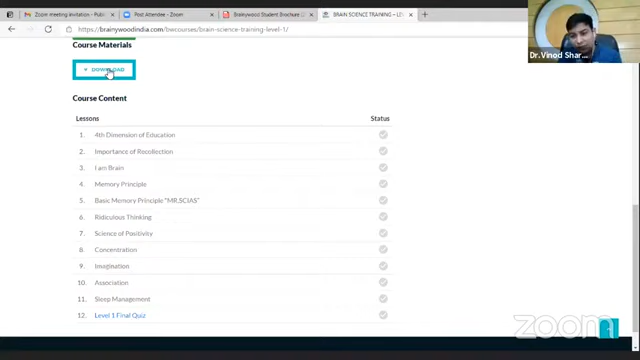 Zoom meeting invitation - Publi
Post Attendee - Zoom
Brainywood Student Brochure L
BRAIN SCIENCE TRAINING - LE
https://brainywoodindia.com/bwcourses/brain-science-training-level-1/
Course Materials
DOWNLOAD
Course Content
Lessons Status
1. 4th Dimension of Education
2. Importance of Recollection
3. I am Brain
4. Memory Principle
5. Basic Memory Principle "MR.SCIAS"
6. Ridiculous Thinking
7. Science of Positivity
8. Concentration
9. Imagination
10. Association
11. Sleep Management
12. Level 1 Final Quiz
Dr.Vinod Shar...
zoom